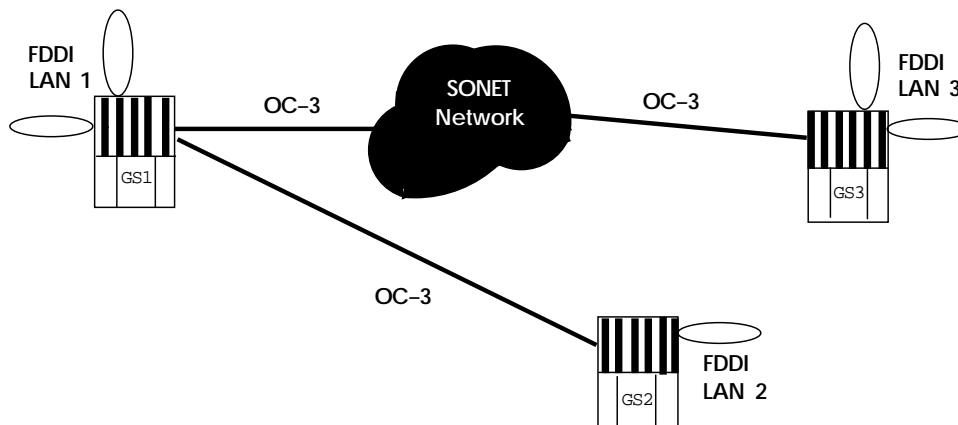 FDDI
LAN 1
OC–3
SONET
Network
OC–3
FDDI
LAN 3
GS1
GS3
OC–3
FDDI
LAN 2
GS2